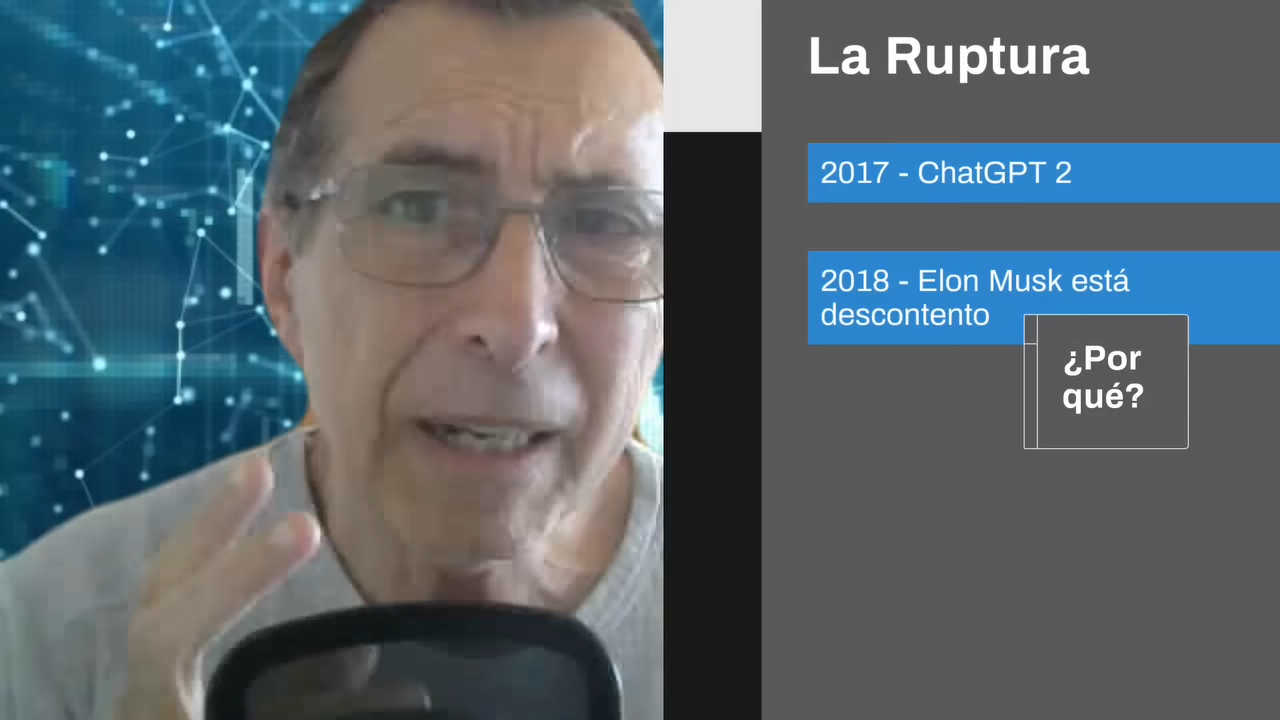 La Ruptura
2017 - ChatGPT 2
2018 - Elon Musk está
descontento
¿Por
qué?